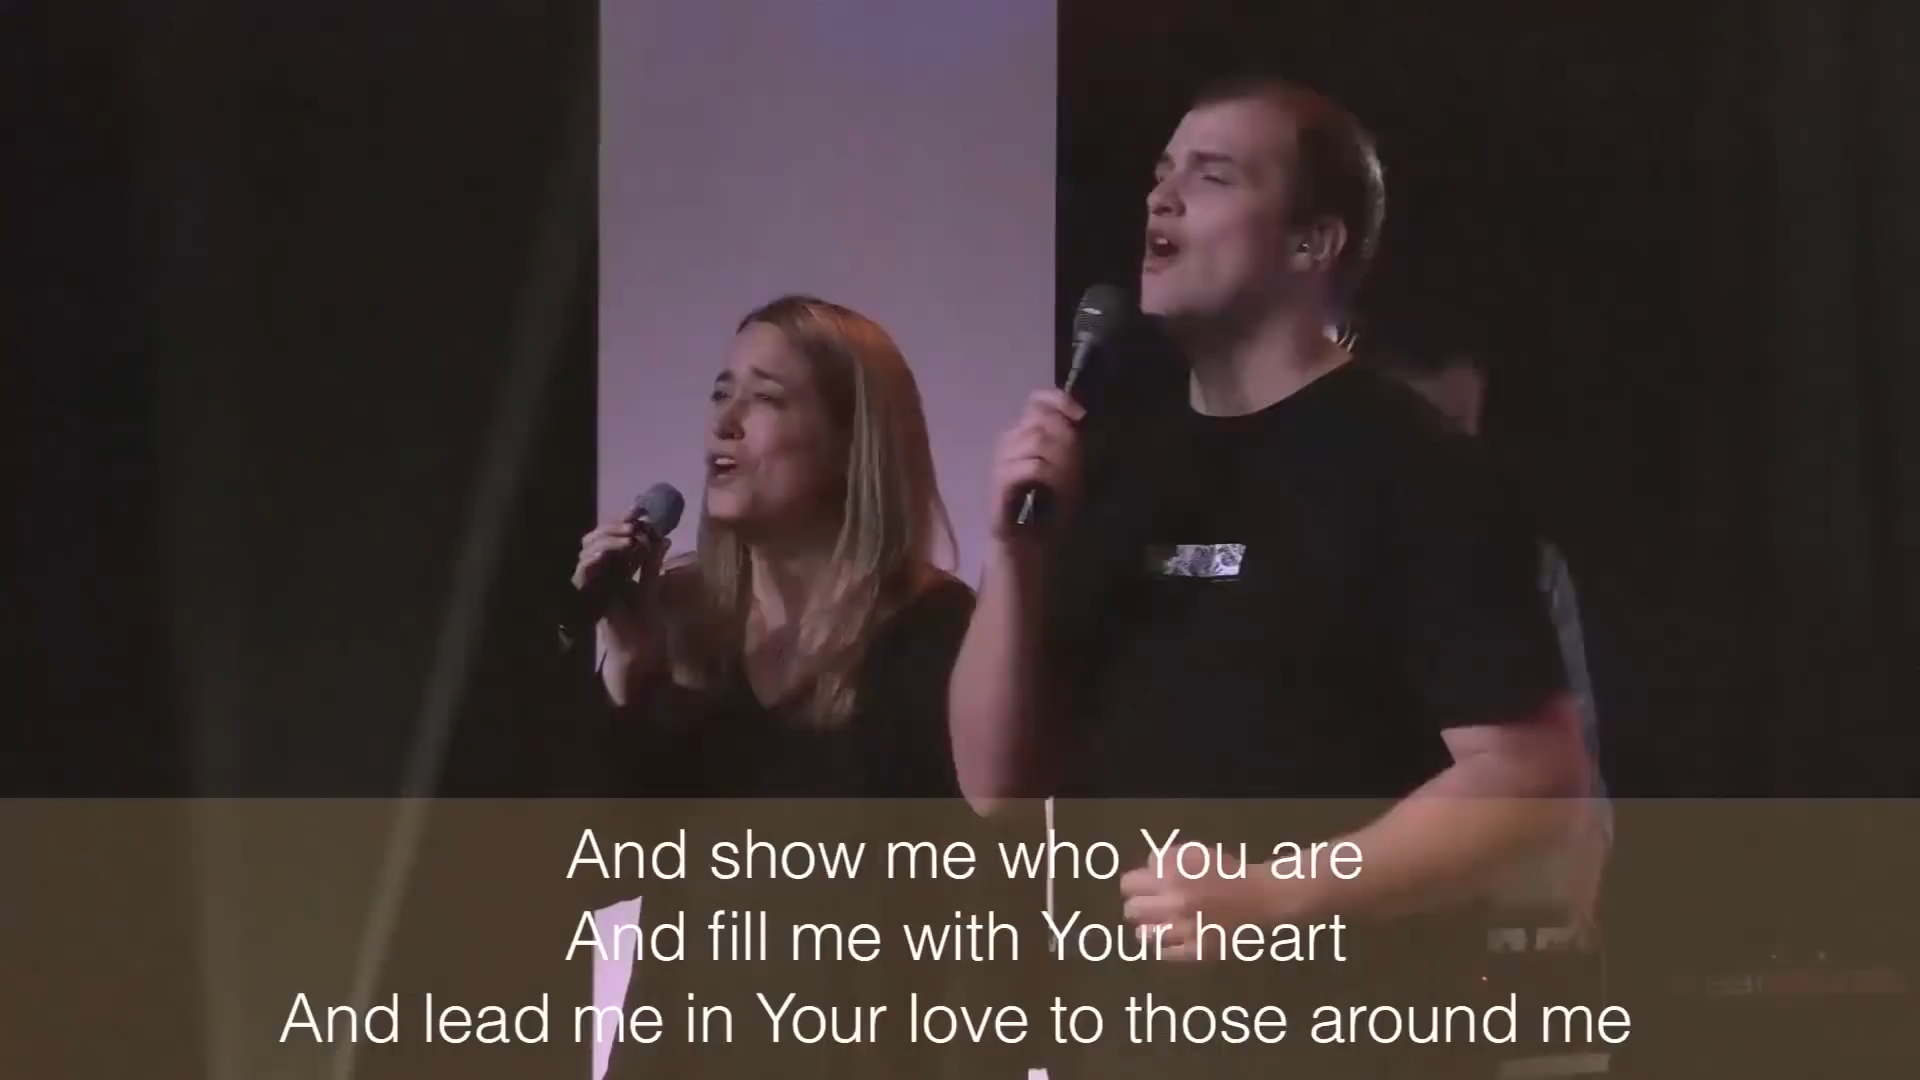 And show me who You are
And fill me with Your heart
And lead me in Your love to those around me